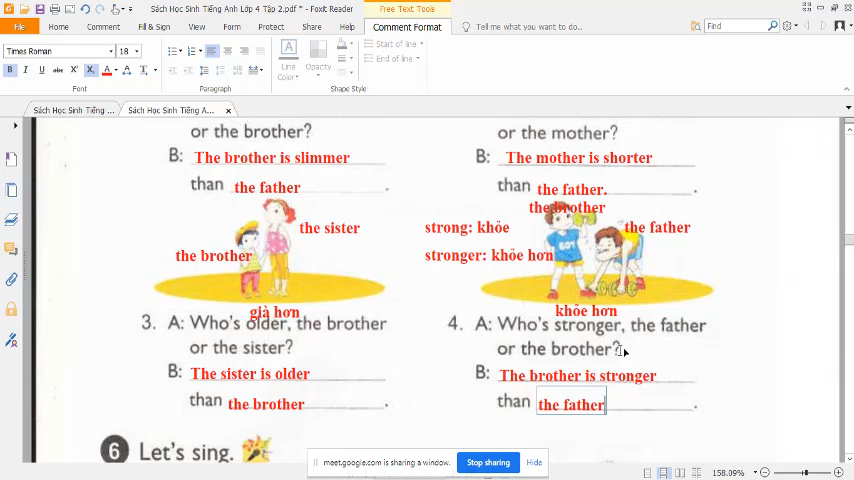 Sách Học Sinh Tiếng Anh Lớp 4 Tập 2.pdf * - Foxit Reader
Free Text Tools
File
Home
Comment
Fill & Sign
View
Form
Protect
Share
Help
Comment Format
Tell me what you want to do...
Find
Times Roman
18
Line
Color
Opacity
Start of line
End of line
Font
Paragraph
Shape Style
Sách Học Sinh Tiếng ...
Sách Học Sinh Tiếng A...
or the brother?
B: The brother is slimmer
than the father .
or the mother?
B: The mother is shorter
than the father. .
the brother
the sister
the brother
strong: khỏe
stronger: khỏe hơn
the father
BOY
già hơn
khỏe hơn
3. A: Who's older, the brother
or the sister?
B: The sister is older
than the brother .
4. A: Who's stronger, the father
or the brother?
B: The brother is stronger
than the father .
6 Let's sing.
meet.google.com is sharing a window.
Stop sharing
Hide
158.09%